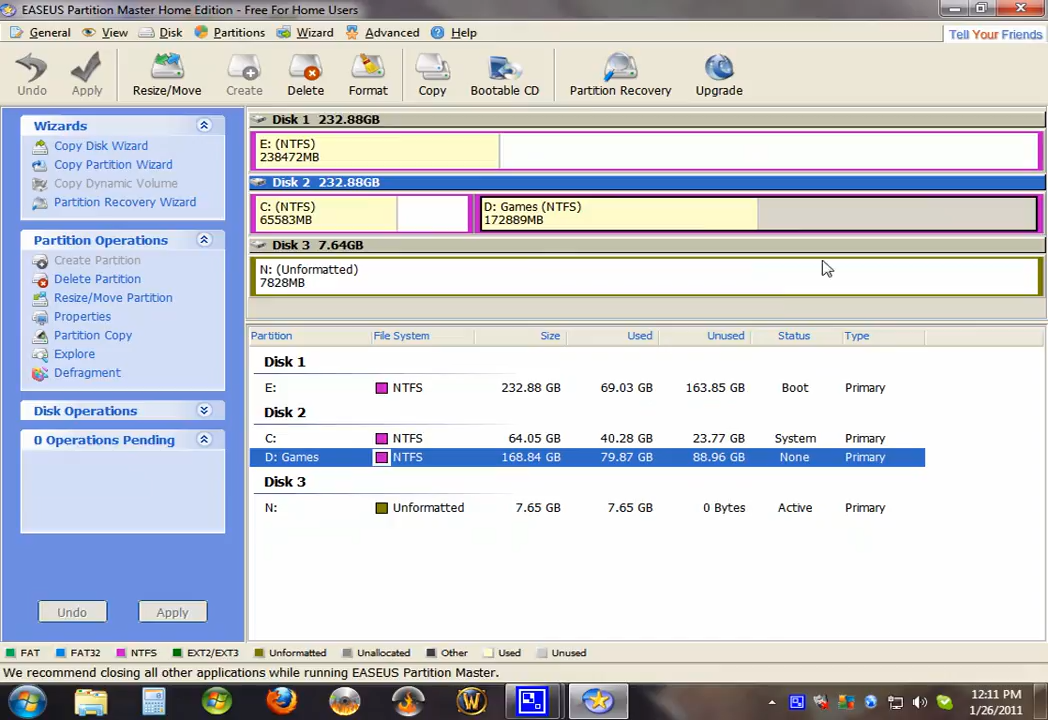 EASEUS Partition Master Home Edition - Free For Home Users
General View Disk Partitions Wizard Advanced Help
Tell Your Friends
Undo Apply Resize/Move Create Delete Format Copy Bootable CD Partition Recovery Upgrade
Wizards
Copy Disk Wizard
Copy Partition Wizard
Copy Dynamic Volume
Partition Recovery Wizard
Partition Operations
Create Partition
Delete Partition
Resize/Move Partition
Properties
Partition Copy
Explore
Defragment
Disk Operations
0 Operations Pending
Undo Apply
Disk 1 232.88GB
E: (NTFS)
238472MB
Disk 2 232.88GB
C: (NTFS)
65583MB
D: Games (NTFS)
172889MB
Disk 3 7.64GB
N: (Unformatted)
7828MB
Partition File System Size Used Unused Status Type
Disk 1
E: NTFS 232.88 GB 69.03 GB 163.85 GB Boot Primary
Disk 2
C: NTFS 64.05 GB 40.28 GB 23.77 GB System Primary
D: Games NTFS 168.84 GB 79.87 GB 88.96 GB None Primary
Disk 3
N: Unformatted 7.65 GB 7.65 GB 0 Bytes Active Primary
FAT FAT32 NTFS EXT2/EXT3 Unformatted Unallocated Other Used Unused
We recommend closing all other applications while running EASEUS Partition Master.
12:11 PM
1/26/2011